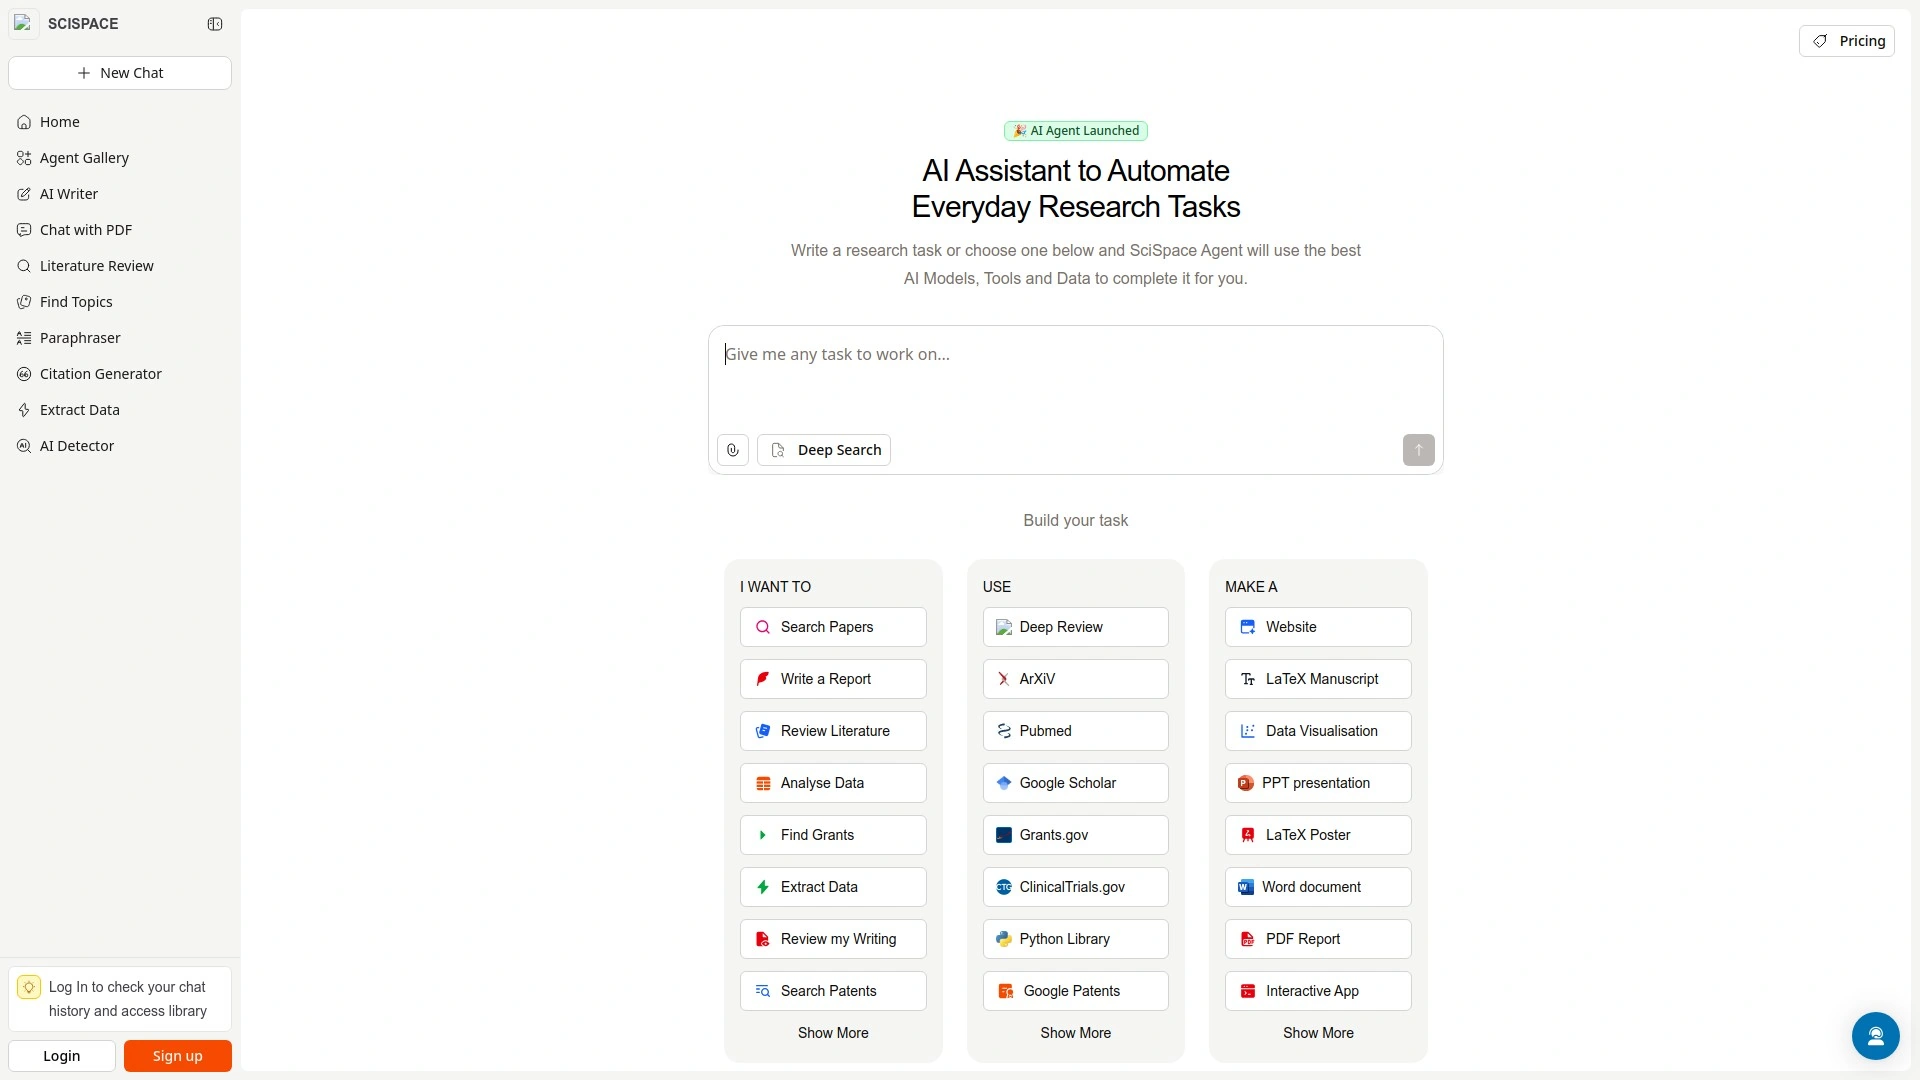 SCISPACE
New Chat
Home
Agent Gallery
AI Writer
Chat with PDF
Literature Review
Find Topics
Paraphraser
Citation Generator
Extract Data
AI Detector
Log In to check your chat
history and access library
Login
Sign up
Pricing
🎉 AI Agent Launched
AI Assistant to Automate
Everyday Research Tasks
Write a research task or choose one below and SciSpace Agent will use the best
AI Models, Tools and Data to complete it for you.
Give me any task to work on...
Deep Search
Build your task
I WANT TO
Search Papers
Write a Report
Review Literature
Analyse Data
Find Grants
Extract Data
Review my Writing
Search Patents
Show More
USE
Deep Review
ArXiV
Pubmed
Google Scholar
Grants.gov
ClinicalTrials.gov
Python Library
Google Patents
Show More
MAKE A
Website
LaTeX Manuscript
Data Visualisation
PPT presentation
LaTeX Poster
Word document
PDF Report
Interactive App
Show More